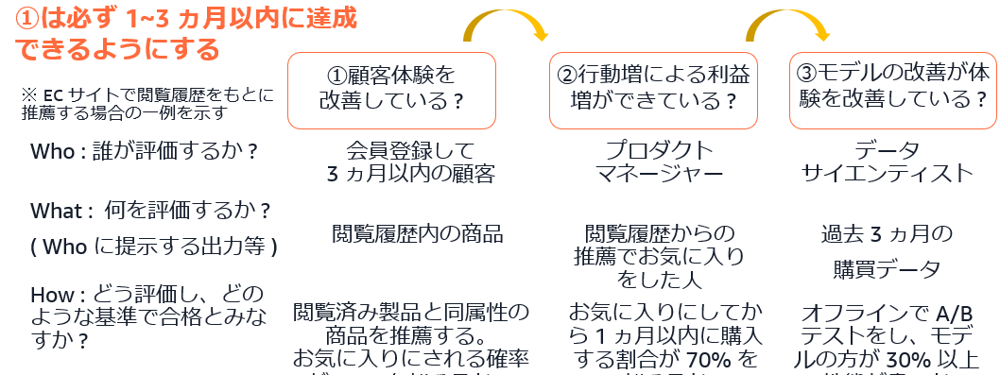 ①は必ず 1~3 ヵ月以内に達成
できるようにする
※ EC サイトで閲覧履歴をもとに
推薦する場合の一例を示す
①顧客体験を
改善している ?
②行動増による利益
増ができている ?
③モデルの改善が体
験を改善している ?
Who : 誰が評価するか ?
会員登録して
3 ヵ月以内の顧客
プロダクト
マネージャー
データ
サイエンティスト
What :  何を評価するか ?
( Who に提示する出力等 )
閲覧履歴内の商品
閲覧履歴からの
推薦でお気に入り
をした人
過去 3 ヵ月の
購買データ
How : どう評価し、どの
ような基準で合格とみな
すか ?
閲覧済み製品と同属性の
商品を推薦する。
お気に入りにされる確率
お気に入りにしてか
ら 1 ヵ月以内に購入
する割合が 70% を
オフラインで A/B
テストをし、モデ
ルの方が 30% 以上